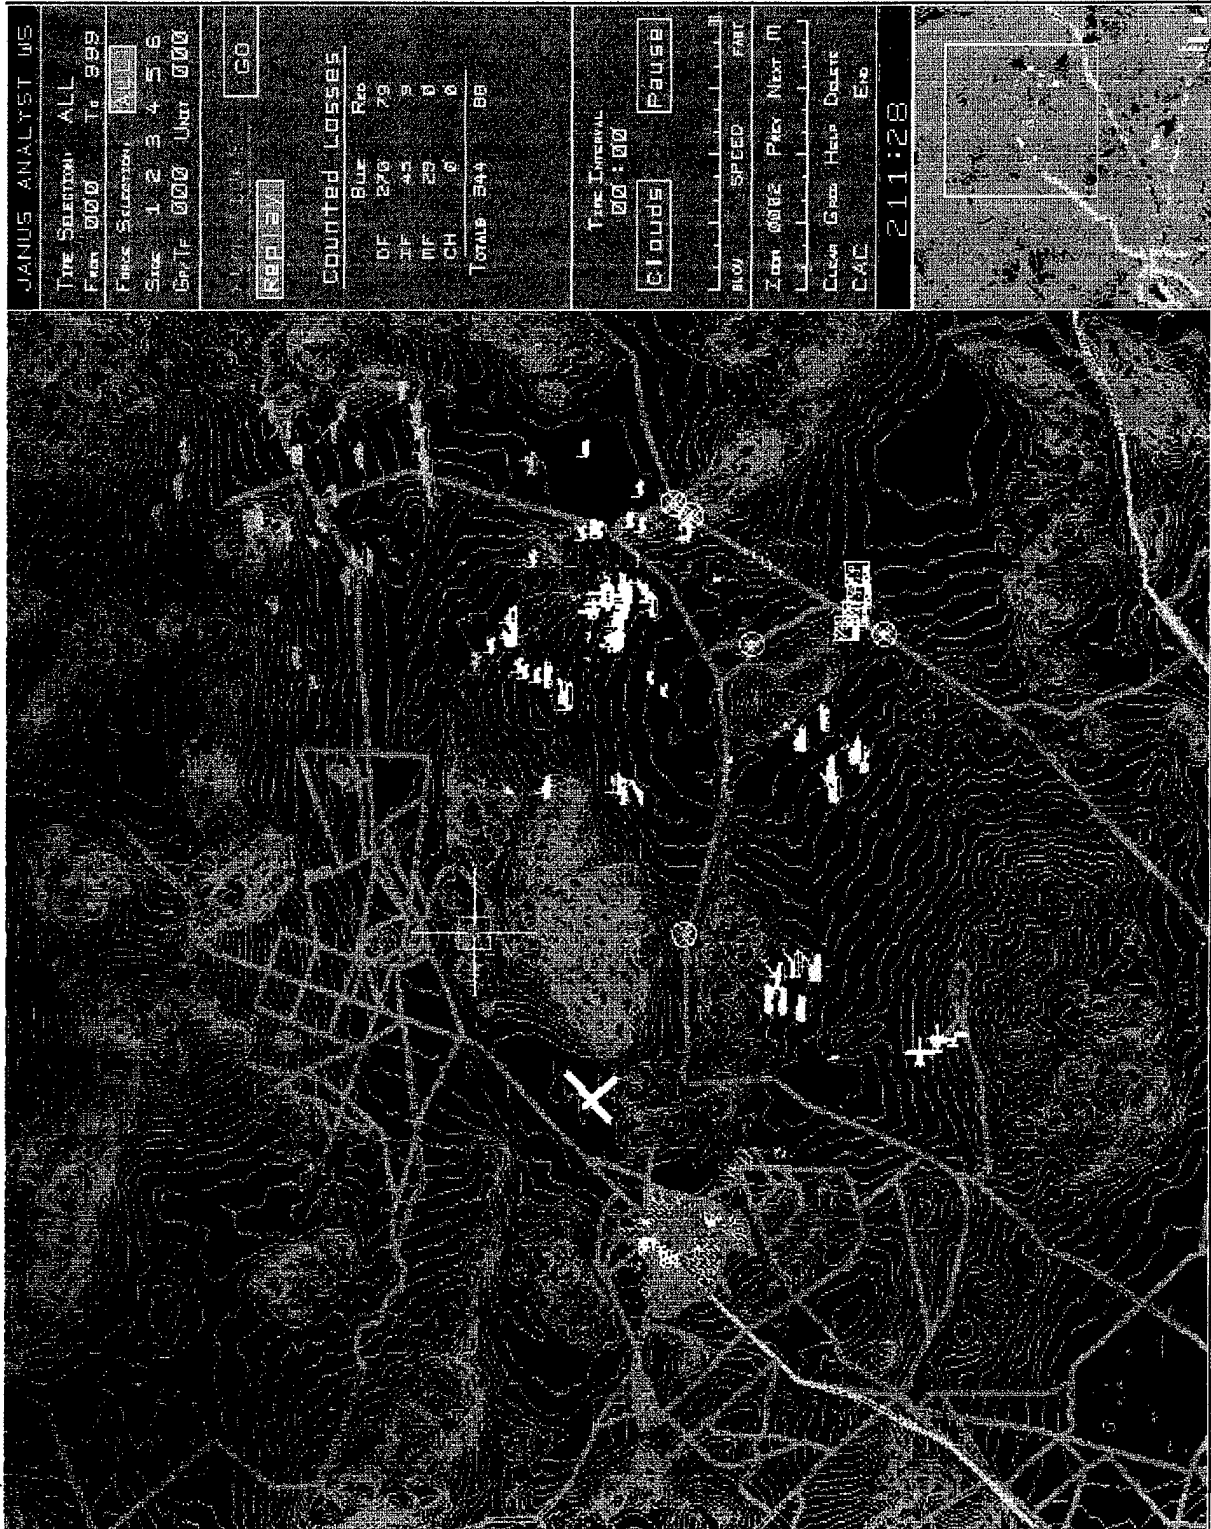 JANUS ANALYST WS
TIME SELECTION: ALL
FROM 000 TO 999
FORCE SELECTION: ALL
SIDE 1 2 3 4 5 6
GP/TF 000 UNIT 000
GO
Replay
Counted Losses
BLUE RED
DF 270 79
IF 45 9
MF 29 0
CH 0 0
TOTALS 344 88
TIME INTERVAL
00:00
Clouds Pause
SLOW SPEED FAST
ZOOM 0002 PREV NEXT M
CLEAR GRID HELP DELETE
CAC END
211:28